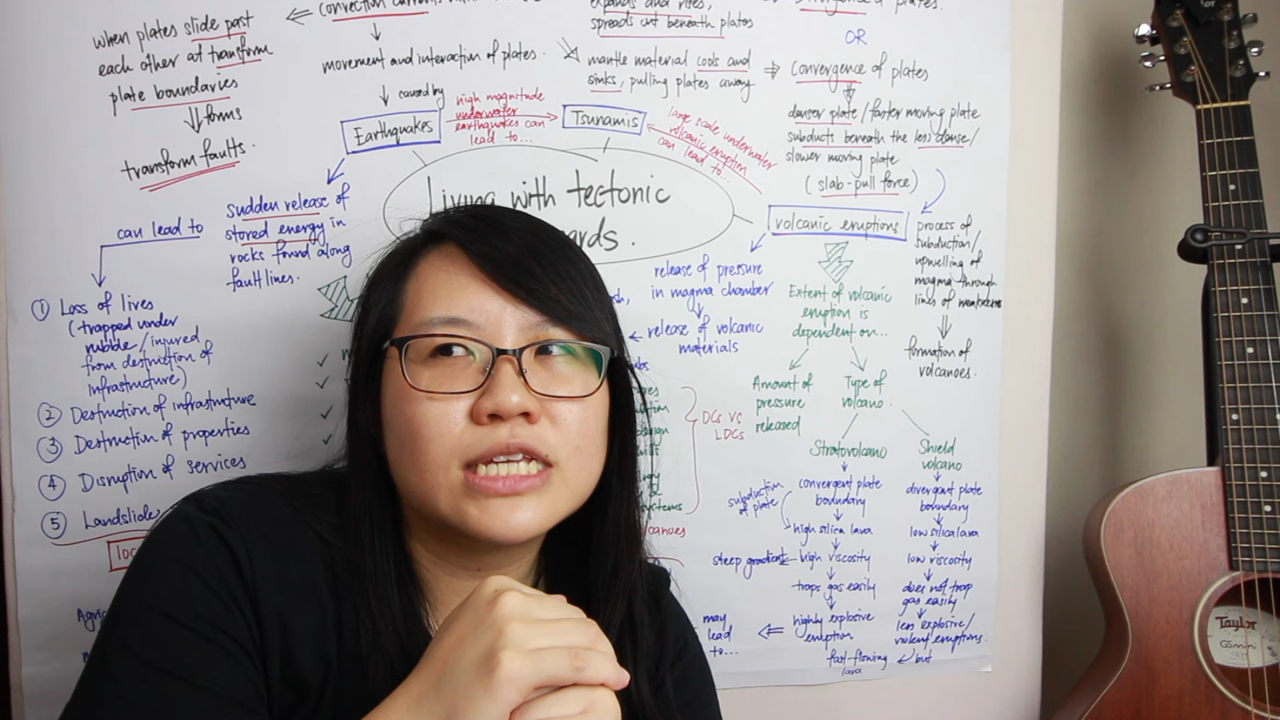 convection currents
when plates slide past
each other at transform
plate boundaries
forms
transform faults.
movement and interaction of plates.
caused by
Earthquakes
high magnitude
underwater
earthquakes can
lead to...
Tsunamis
expands and rises,
spreads out beneath plates
mantle material cools and
sinks, pulling plates away
Divergence of plates.
OR
Convergence of plates
denser plate/faster moving plate
subducts beneath the less dense/
slower moving plate
(slab-pull force)
large scale underwater
volcanic eruption
can lead to...
Living with tectonic
volcanic eruptions
process of
subduction/
upwelling of
magma through
lines of weakness
formation of
volcanoes.
sudden release of
stored energy in
rocks found along
fault lines.
can lead to
① Loss of lives
(trapped under
rubble/injured
from destruction of
infrastructure)
② Destruction of infrastructure
③ Destruction of properties
④ Disruption of services
⑤ Landslides
release of pressure
in magma chamber
release of volcanic
materials
Extent of volcanic
eruption is
dependent on...
Amount of
pressure
released
Type of
volcano.
DCs vs
LDCs
systems
Stratovolcano
convergent plate
boundary
subduction
of plate
high silica lava
steep gradient
high viscosity
traps gas easily
highly explosive
eruption
may
lead
to...
Shield
volcano
divergent plate
boundary
low silica lava
low viscosity
does not trap
gas easily
less explosive/
violent eruptions.
but
fast-flowing
lava
Taylor
GS mini